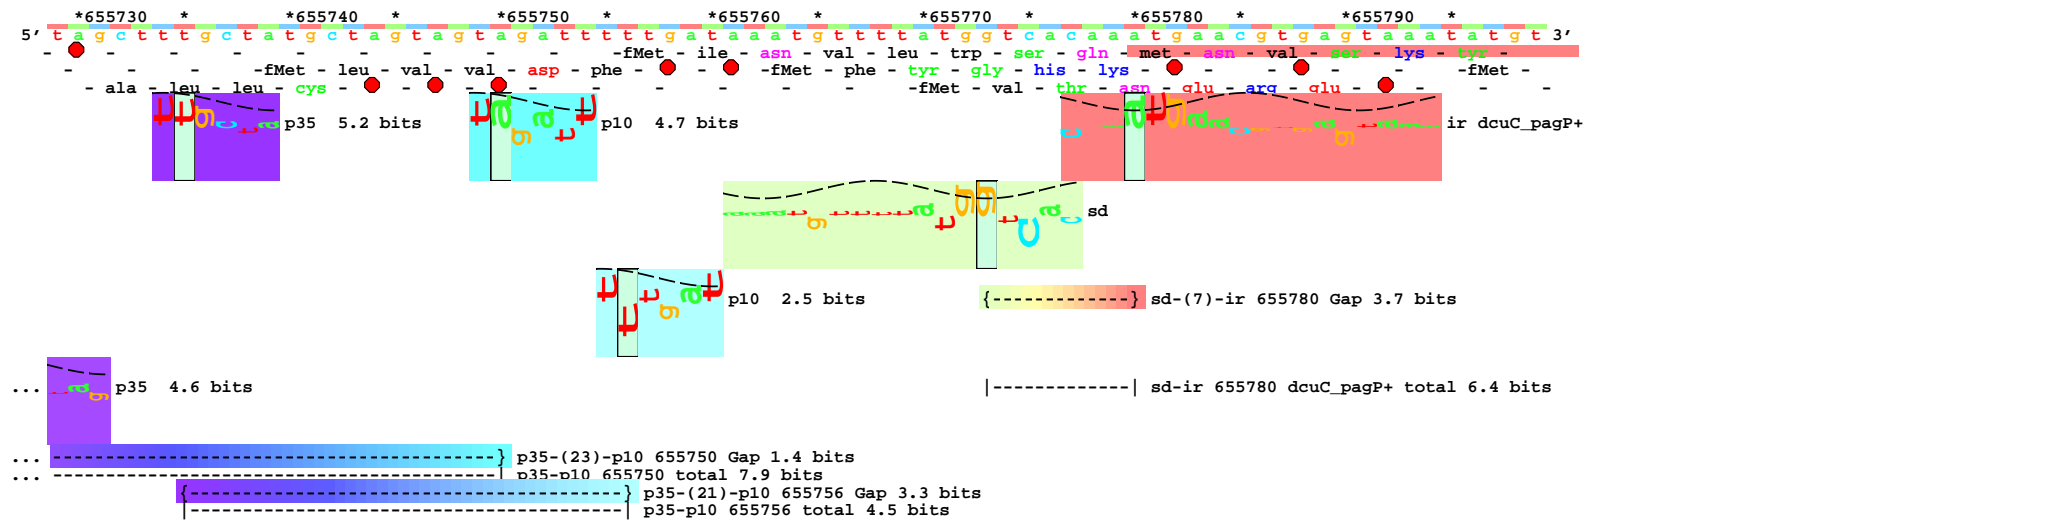 *655730 * *655740 * *655750 * *655760 * *655770 * *655780 * *655790 *
5' t a g c t t t g c t a t g c t a g t a g t a g a t t t t t g a t a a a t g t t t t a t g g t c a c a a a t g a a c g t g a g t a a a t a t g t 3'
- - - - - - - - - -fMet - ile - asn - val - leu - trp - ser - gln - met - asn - val - ser - lys - tyr -
- - - -fMet - leu - val - val - asp - phe - - -fMet - phe - tyr - gly - his - lys - - - - - -fMet -
- ala - leu - leu - cys - - - - - - - - - -fMet - val - thr - asn - glu - arg - glu - - - -
t t g c t a p35 5.2 bits
t a g a t t p10 4.7 bits
c a a a t g a a c g t g a g t a a a ir dcuC_pagP+
a a a t g t t t t a t g g t c a c sd
t t t g a t p10 2.5 bits
{-------------} sd-(7)-ir 655780 Gap 3.7 bits
... t a g p35 4.6 bits
|-------------| sd-ir 655780 dcuC_pagP+ total 6.4 bits
... ------------------------------------------} p35-(23)-p10 655750 Gap 1.4 bits
... ------------------------------------------| p35-p10 655750 total 7.9 bits
{-----------------------------------------} p35-(21)-p10 655756 Gap 3.3 bits
|-----------------------------------------| p35-p10 655756 total 4.5 bits